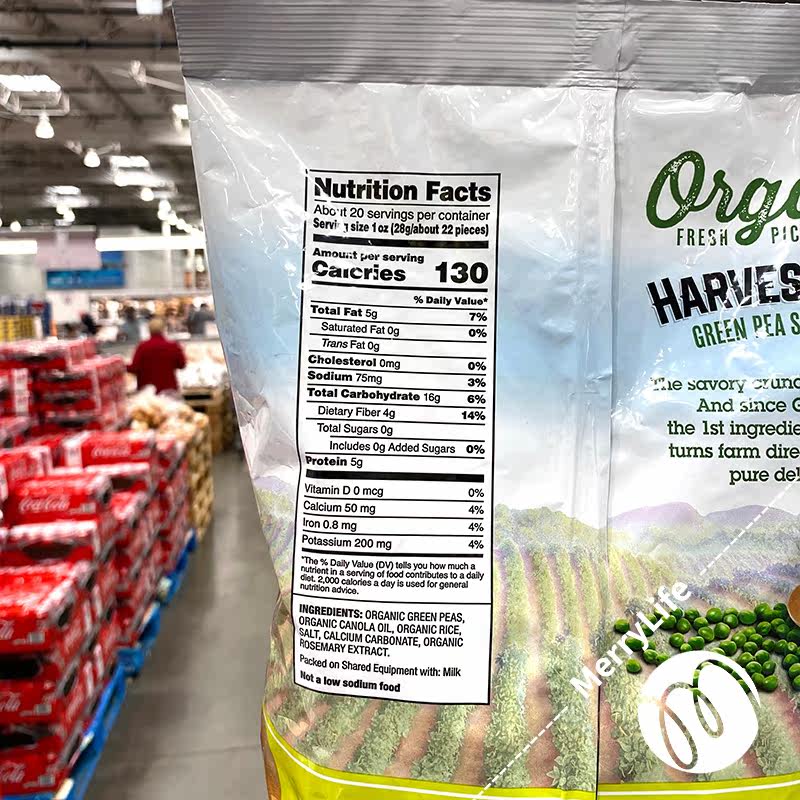 Nutrition Facts
About 20 servings per container
Serving size 1 oz (28g/about 22 pieces)
Amount per serving
Calories 130
% Daily Value*
Total Fat 5g 7%
Saturated Fat 0g 0%
Trans Fat 0g
Cholesterol 0mg 0%
Sodium 75mg 3%
Total Carbohydrate 16g 6%
Dietary Fiber 4g 14%
Total Sugars 0g
Includes 0g Added Sugars 0%
Protein 5g
Vitamin D 0 mcg 0%
Calcium 50 mg 4%
Iron 0.8 mg 4%
Potassium 200 mg 4%
*The % Daily Value (DV) tells you how much a
nutrient in a serving of food contributes to a daily
diet. 2,000 calories a day is used for general
nutrition advice.
INGREDIENTS: ORGANIC GREEN PEAS,
ORGANIC CANOLA OIL, ORGANIC RICE,
SALT, CALCIUM CARBONATE, ORGANIC
ROSEMARY EXTRACT.
Packed on Shared Equipment with: Milk
Not a low sodium food
Orga
FRESH PIC
HARVES
GREEN PEA S
The savory crunc
And since G
the 1st ingredie
turns farm dire
pure del
MerryLife
Coca-Cola